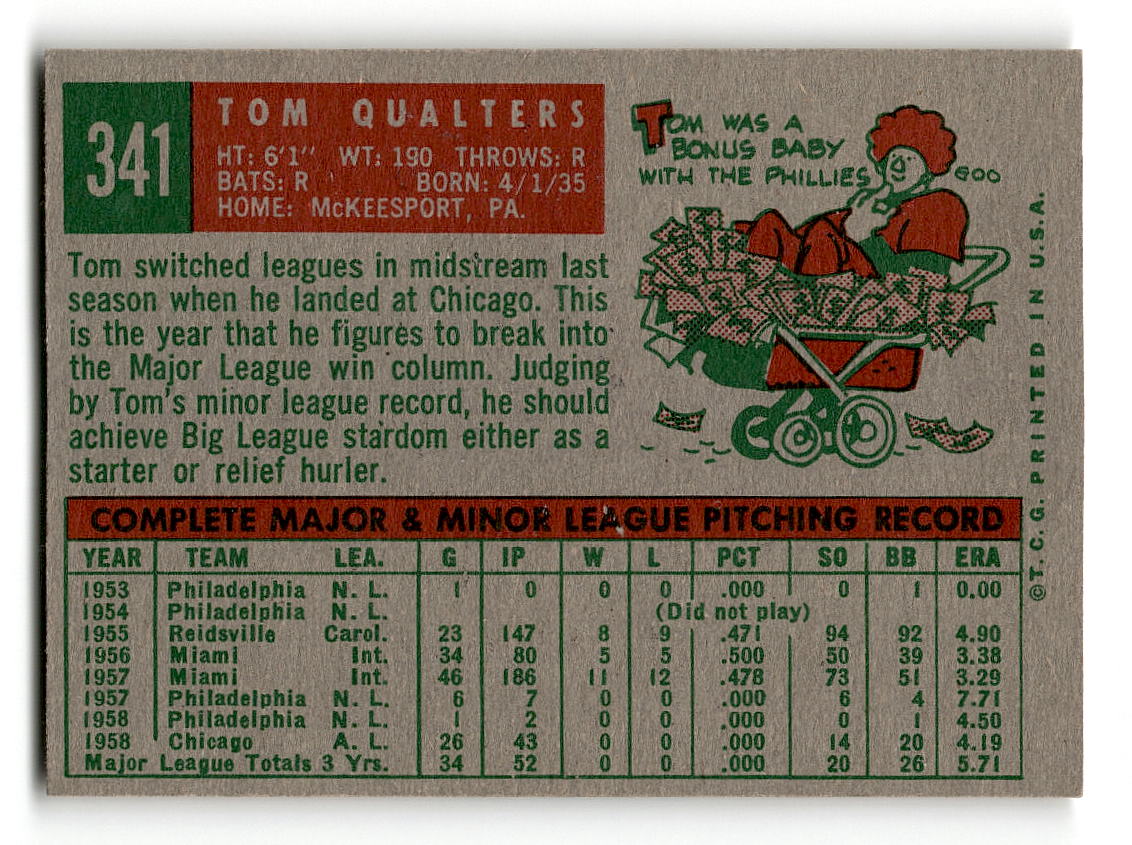 341
TOM QUALTERS
HT: 6'1" WT: 190 THROWS: R
BATS: R BORN: 4/1/35
HOME: McKEESPORT, PA.
TOM WAS A
BONUS BABY
WITH THE PHILLIES
GOO
Tom switched leagues in midstream last
season when he landed at Chicago. This
is the year that he figures to break into
the Major League win column. Judging
by Tom's minor league record, he should
achieve Big League stardom either as a
starter or relief hurler.
COMPLETE MAJOR & MINOR LEAGUE PITCHING RECORD
YEAR TEAM LEA. G IP W L PCT SO BB ERA
1953 Philadelphia N. L. 1 0 0 0 .000 0 1 0.00
1954 Philadelphia N. L. (Did not play)
1955 Reidsville Carol. 23 147 8 9 .471 94 92 4.90
1956 Miami Int. 34 80 5 5 .500 50 39 3.38
1957 Miami Int. 46 186 11 12 .478 73 51 3.29
1957 Philadelphia N. L. 6 7 0 0 .000 6 4 7.71
1958 Philadelphia N. L. 1 2 0 0 .000 0 1 4.50
1958 Chicago A. L. 26 43 0 0 .000 14 20 4.19
Major League Totals 3 Yrs. 34 52 0 0 .000 20 26 5.71
© T. C. G. PRINTED IN U.S.A.